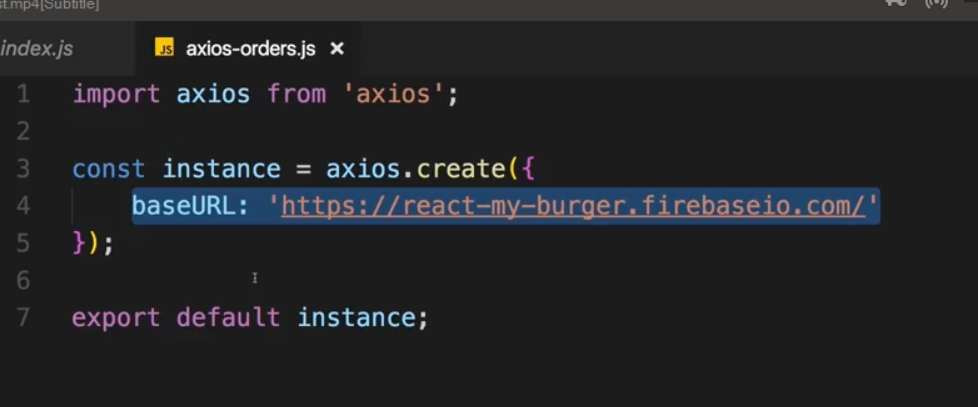 st.mp4[Subtitle]
index.js
JS axios-orders.js ×
1 import axios from 'axios';
2
3 const instance = axios.create({
4 baseURL: 'https://react-my-burger.firebaseio.com/'
5 });
6
7 export default instance;